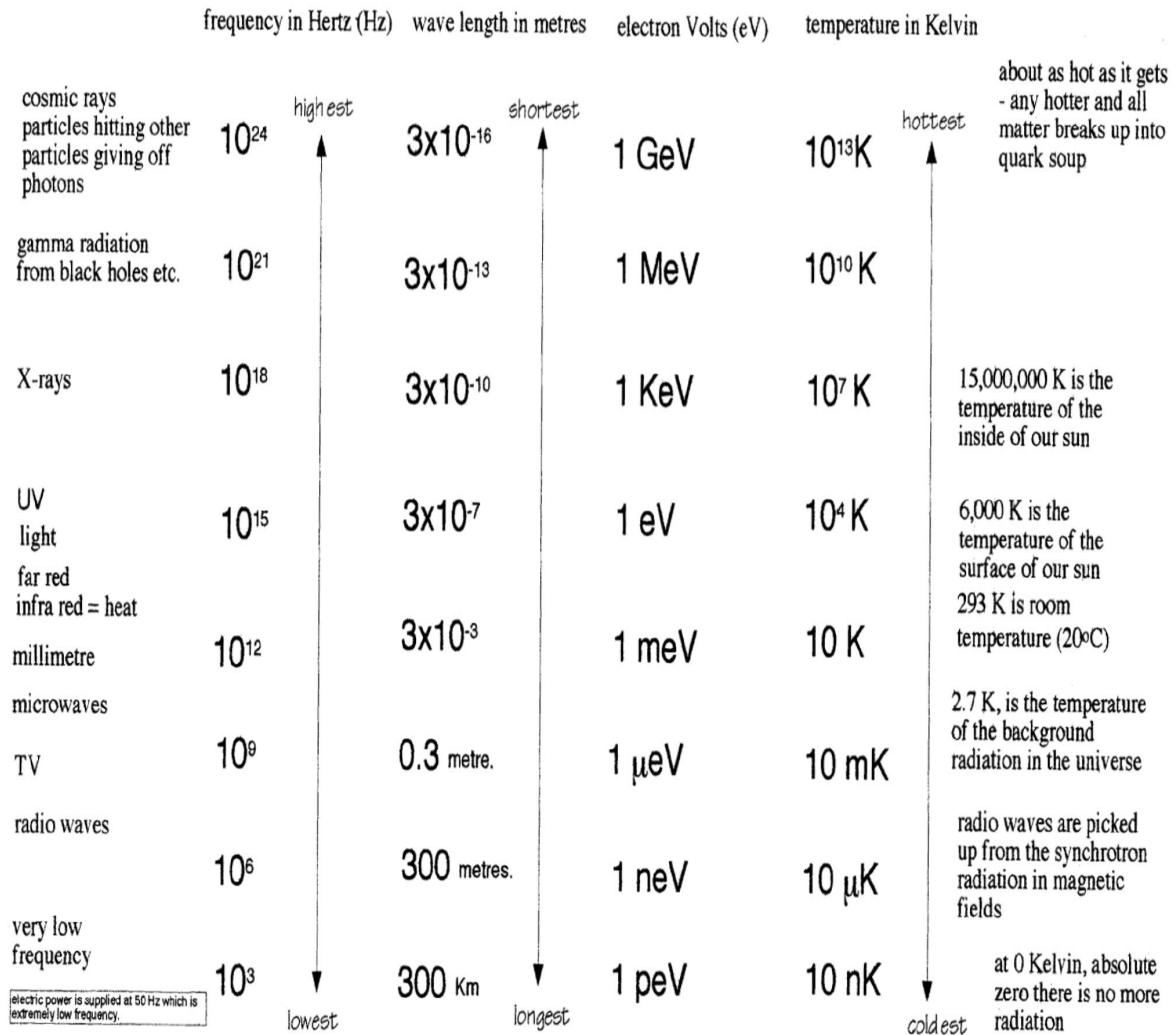 frequency in Hertz (Hz) wave length in metres electron Volts (eV) temperature in Kelvin
cosmic rays
particles hitting other
particles giving off
photons
10²⁴
highest
3x10⁻¹⁶
shortest
1 GeV
10¹³K
hottest
about as hot as it gets
- any hotter and all
matter breaks up into
quark soup
gamma radiation
from black holes etc.
10²¹
3x10⁻¹³
1 MeV
10¹⁰ K
X-rays
10¹⁸
3x10⁻¹⁰
1 KeV
10⁷ K
15,000,000 K is the
temperature of the
inside of our sun
UV
light
10¹⁵
3x10⁻⁷
1 eV
10⁴ K
6,000 K is the
temperature of the
surface of our sun
far red
infra red = heat
293 K is room
temperature (20ºC)
millimetre
10¹²
3x10⁻³
1 meV
10 K
microwaves
2.7 K, is the temperature
of the background
radiation in the universe
TV
10⁹
0.3 metre.
1 µeV
10 mK
radio waves
10⁶
300 metres.
1 neV
10 µK
radio waves are picked
up from the synchrotron
radiation in magnetic
fields
very low
frequency
10³
300 Km
1 peV
10 nK
at 0 Kelvin, absolute
zero there is no more
radiation
electric power is supplied at 50 Hz which is
extremely low frequency.
lowest
longest
coldest